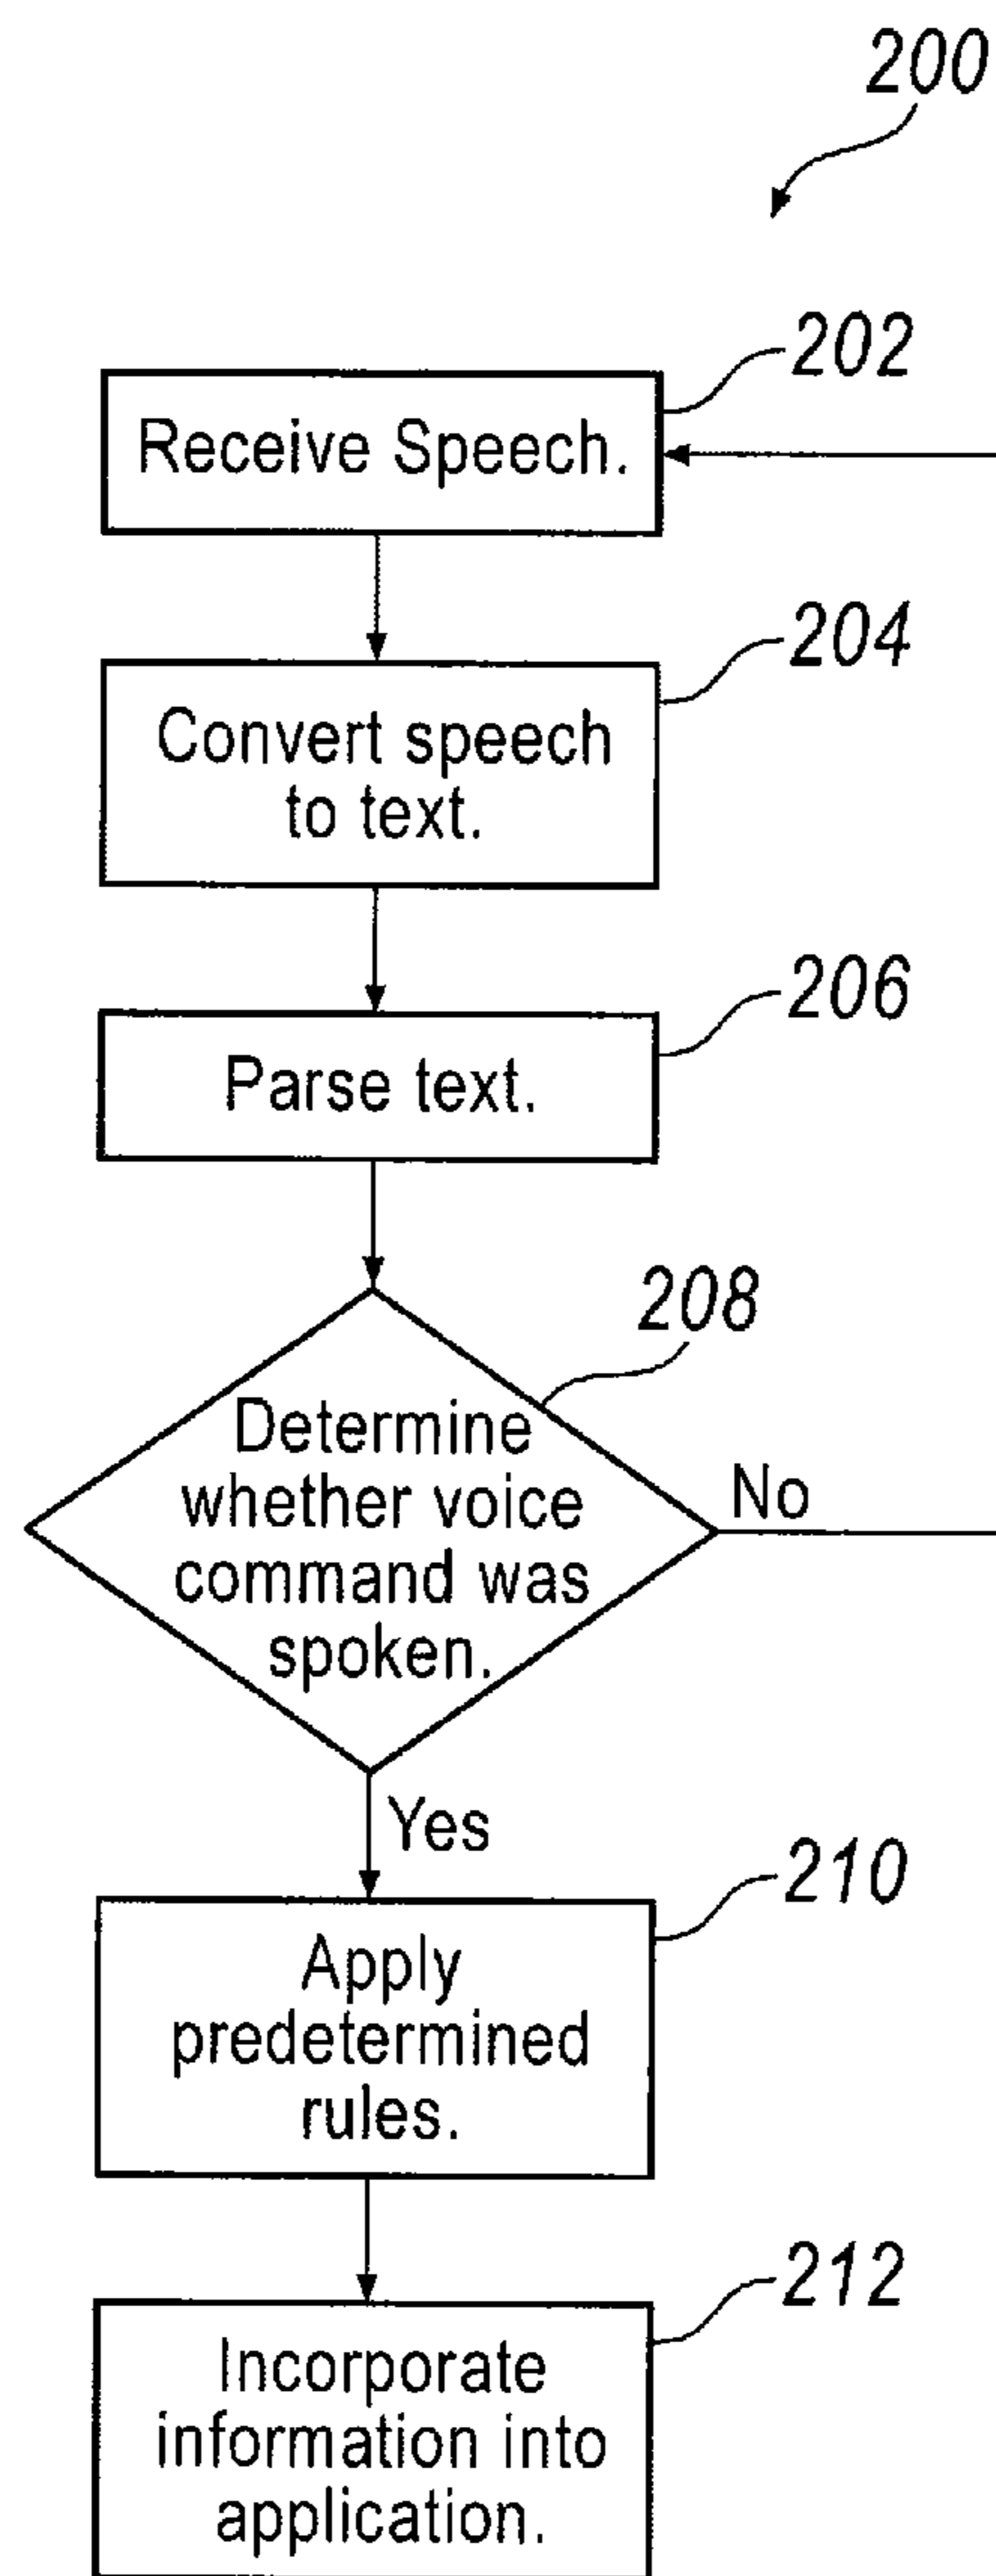 200
202
Receive Speech.
204
Convert speech
to text.
206
Parse text.
208
Determine
whether voice
command was
spoken.
No
Yes
210
Apply
predetermined
rules.
212
Incorporate
information into
application.